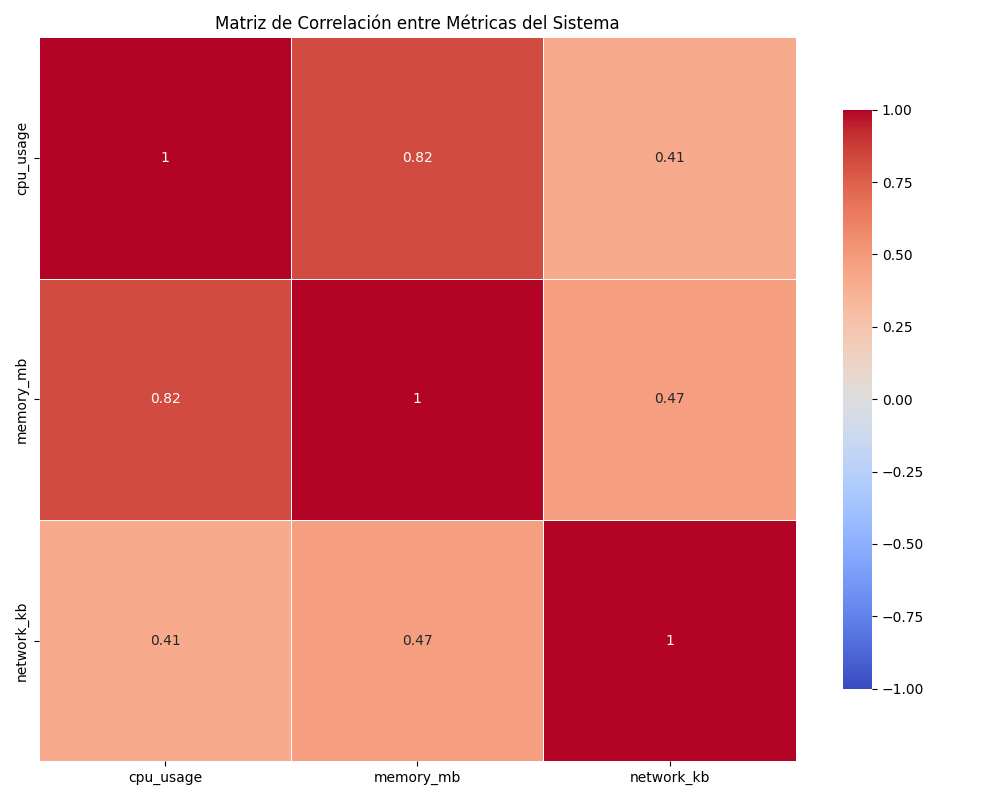 Matriz de Correlación entre Métricas del Sistema
cpu_usage
1
0.82
0.41
memory_mb
0.82
1
0.47
network_kb
0.41
0.47
1
cpu_usage
memory_mb
network_kb
1.00
0.75
0.50
0.25
0.00
−0.25
−0.50
−0.75
−1.00